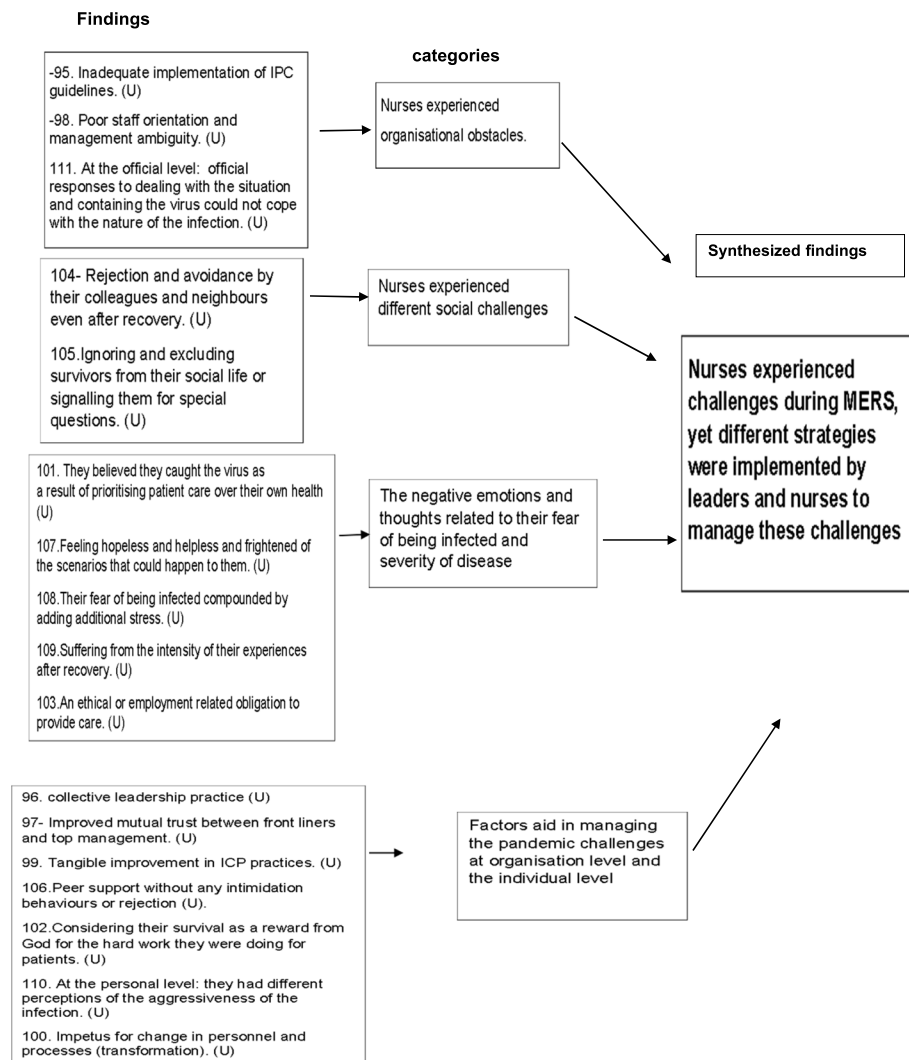 Findings
categories
-95. Inadequate implementation of IPC
guidelines. (U)
-98. Poor staff orientation and
management ambiguity. (U)
111. At the official level:  official
responses to dealing with the situation
and containing the virus could not cope
with the nature of the infection. (U)
Nurses experienced
organisational obstacles.
Synthesized findings
104- Rejection and avoidance by
their colleagues and neighbours
even after recovery. (U)
105.Ignoring and excluding
survivors from their social life or
signalling them for special
questions. (U)
Nurses experienced
different social challenges
Nurses experienced
challenges during MERS,
yet different strategies
were implemented by
leaders and nurses to
manage these challenges
101. They believed they caught the virus as
a result of prioritising patient care over their own health
(U)
107.Feeling hopeless and helpless and frightened of
the scenarios that could happen to them. (U)
108.Their fear of being infected compounded by
adding additional stress. (U)
109.Suffering from the intensity of their experiences
after recovery. (U)
103.An ethical or employment related obligation to
provide care. (U)
The negative emotions and
thoughts related to their fear
of being infected and
severity of disease
96. collective leadership practice (U)
97- Improved mutual trust between front liners
and top management. (U)
99. Tangible improvement in ICP practices. (U)
106.Peer support without any intimidation
behaviours or rejection (U).
102.Considering their survival as a reward from
God for the hard work they were doing for
patients. (U)
110. At the personal level: they had different
perceptions of the aggressiveness of the
infection. (U)
100. Impetus for change in personnel and
processes (transformation). (U)
Factors aid in managing
the pandemic challenges
at organisation level and
the individual level